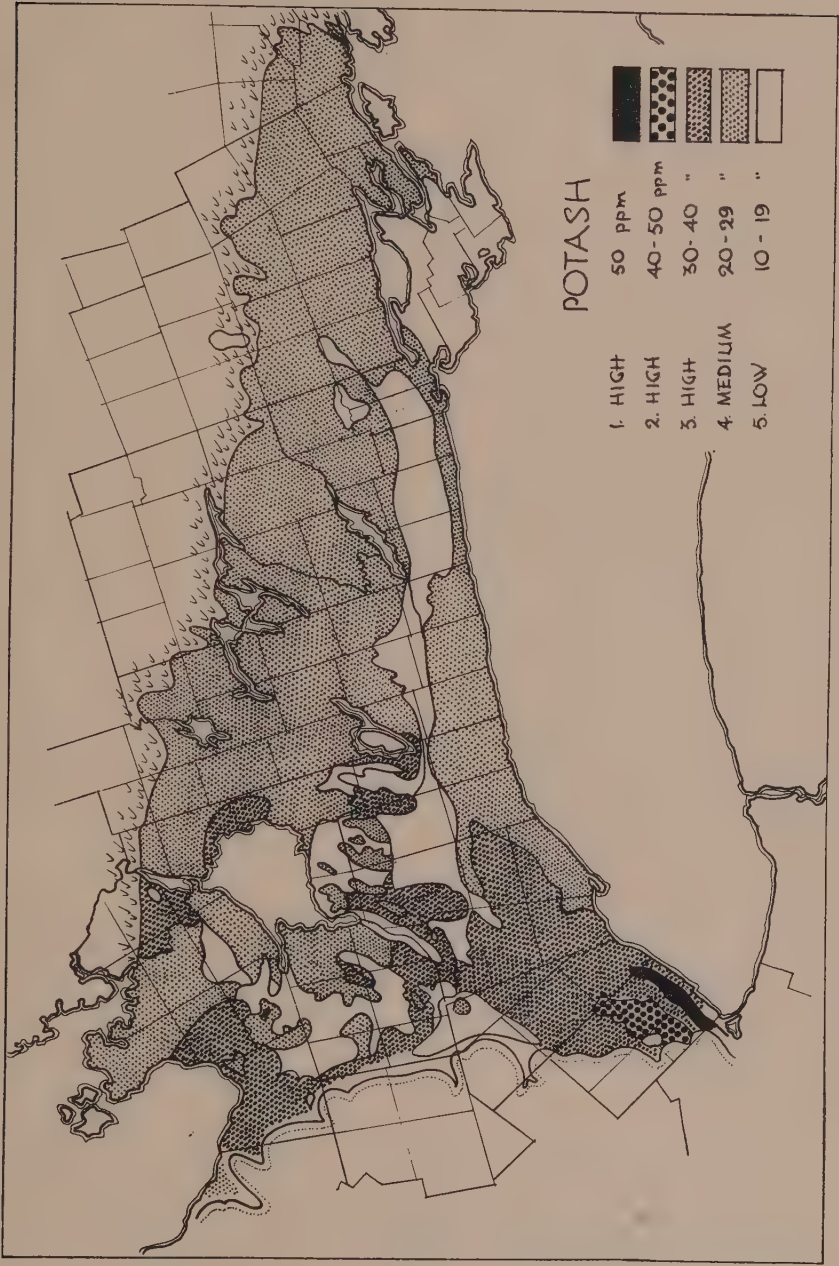 POTASH
1. HIGH 50 ppm
2. HIGH 40-50 ppm
3. HIGH 30-40 "
4. MEDIUM 20-29 "
5. LOW 10-19 "